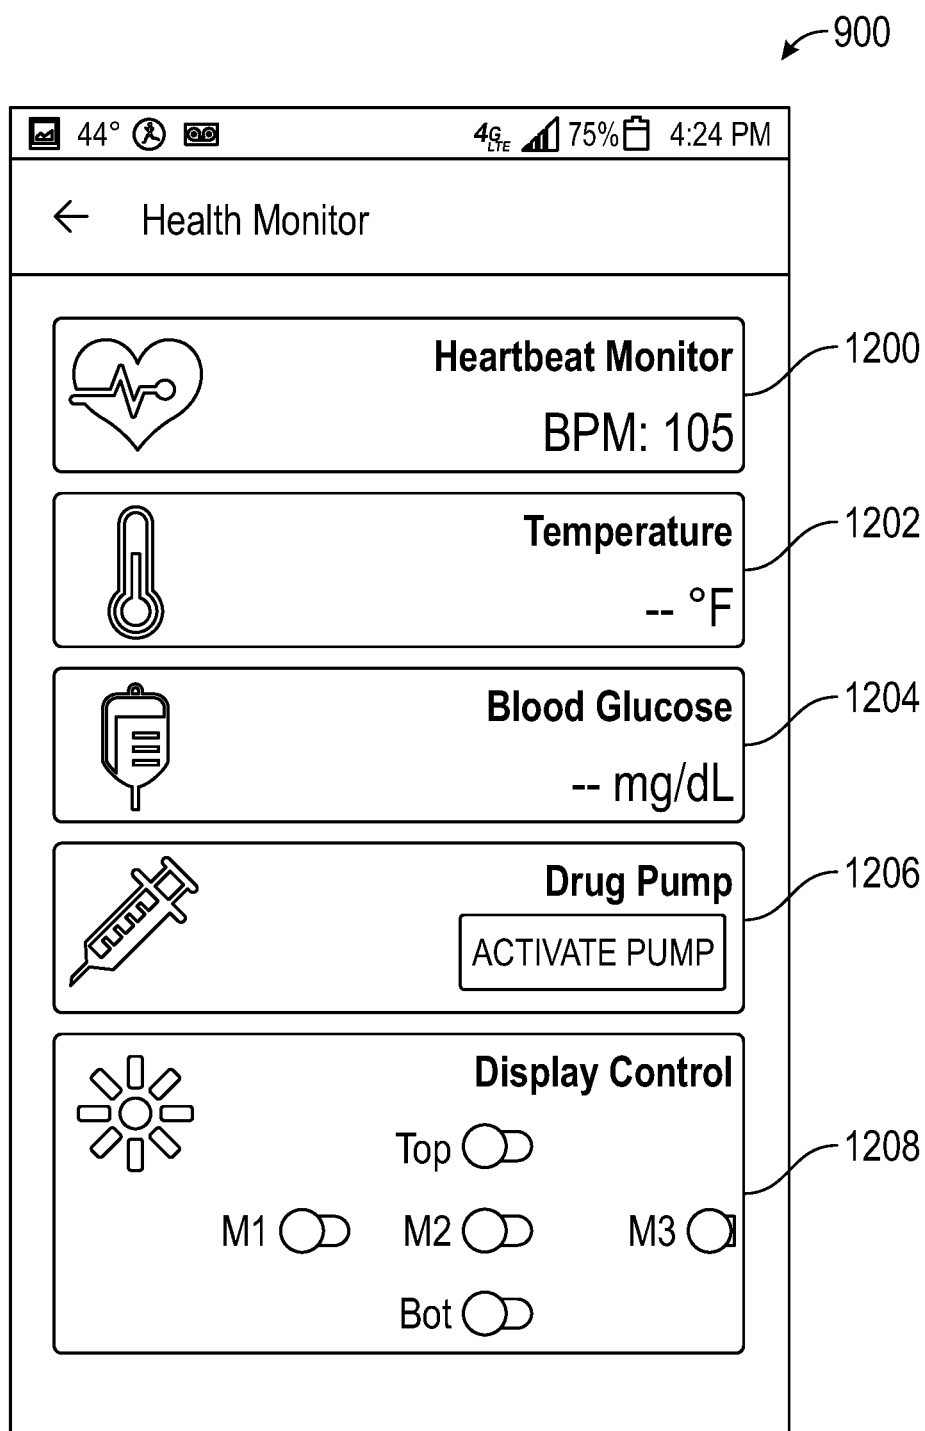 900
44° 4G LTE 75% 4:24 PM
← Health Monitor
Heartbeat Monitor
1200
BPM: 105
Temperature
1202
-- °F
Blood Glucose
1204
-- mg/dL
Drug Pump
1206
ACTIVATE PUMP
Display Control
Top
1208
M1 M2 M3
Bot